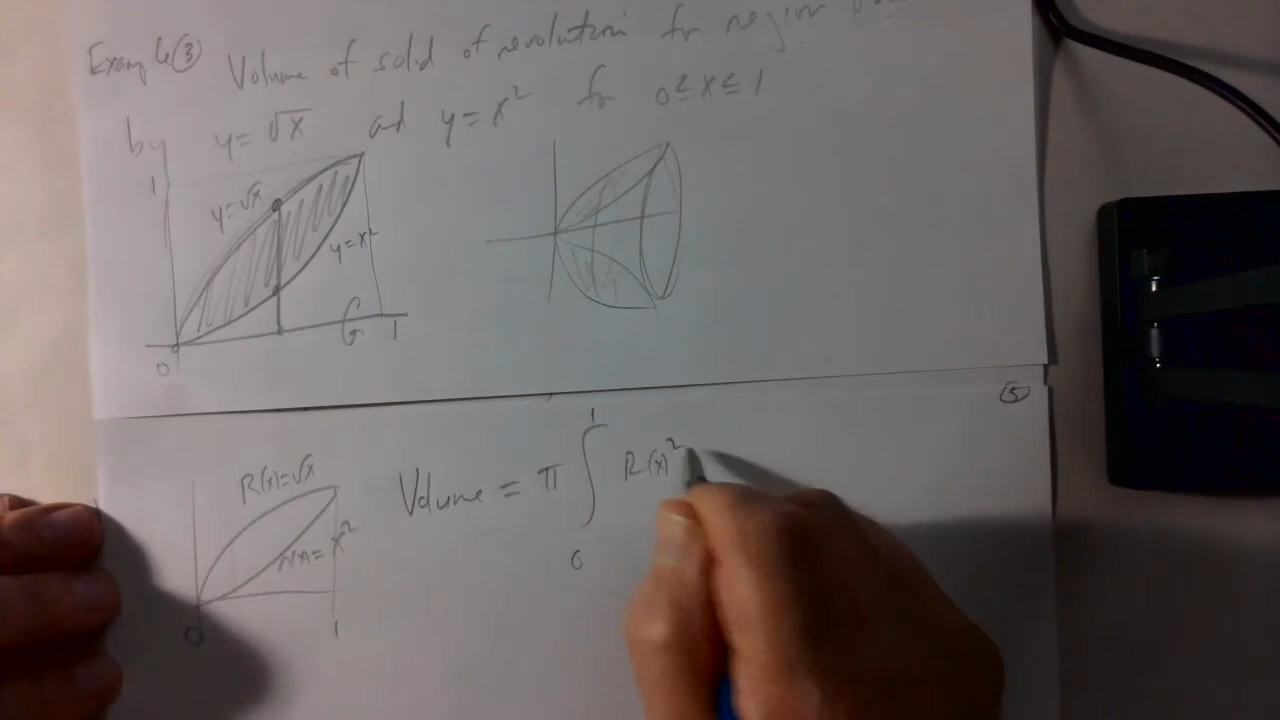 Example ③ Volume of solid of revolution for region
by y = √x and y = x² for 0 ≤ x ≤ 1
1
y=√x
y=x²
0
1
⑤
R(x)=√x
r(x)= x²
0
1
Volume = π ∫ R(x)²
1
0